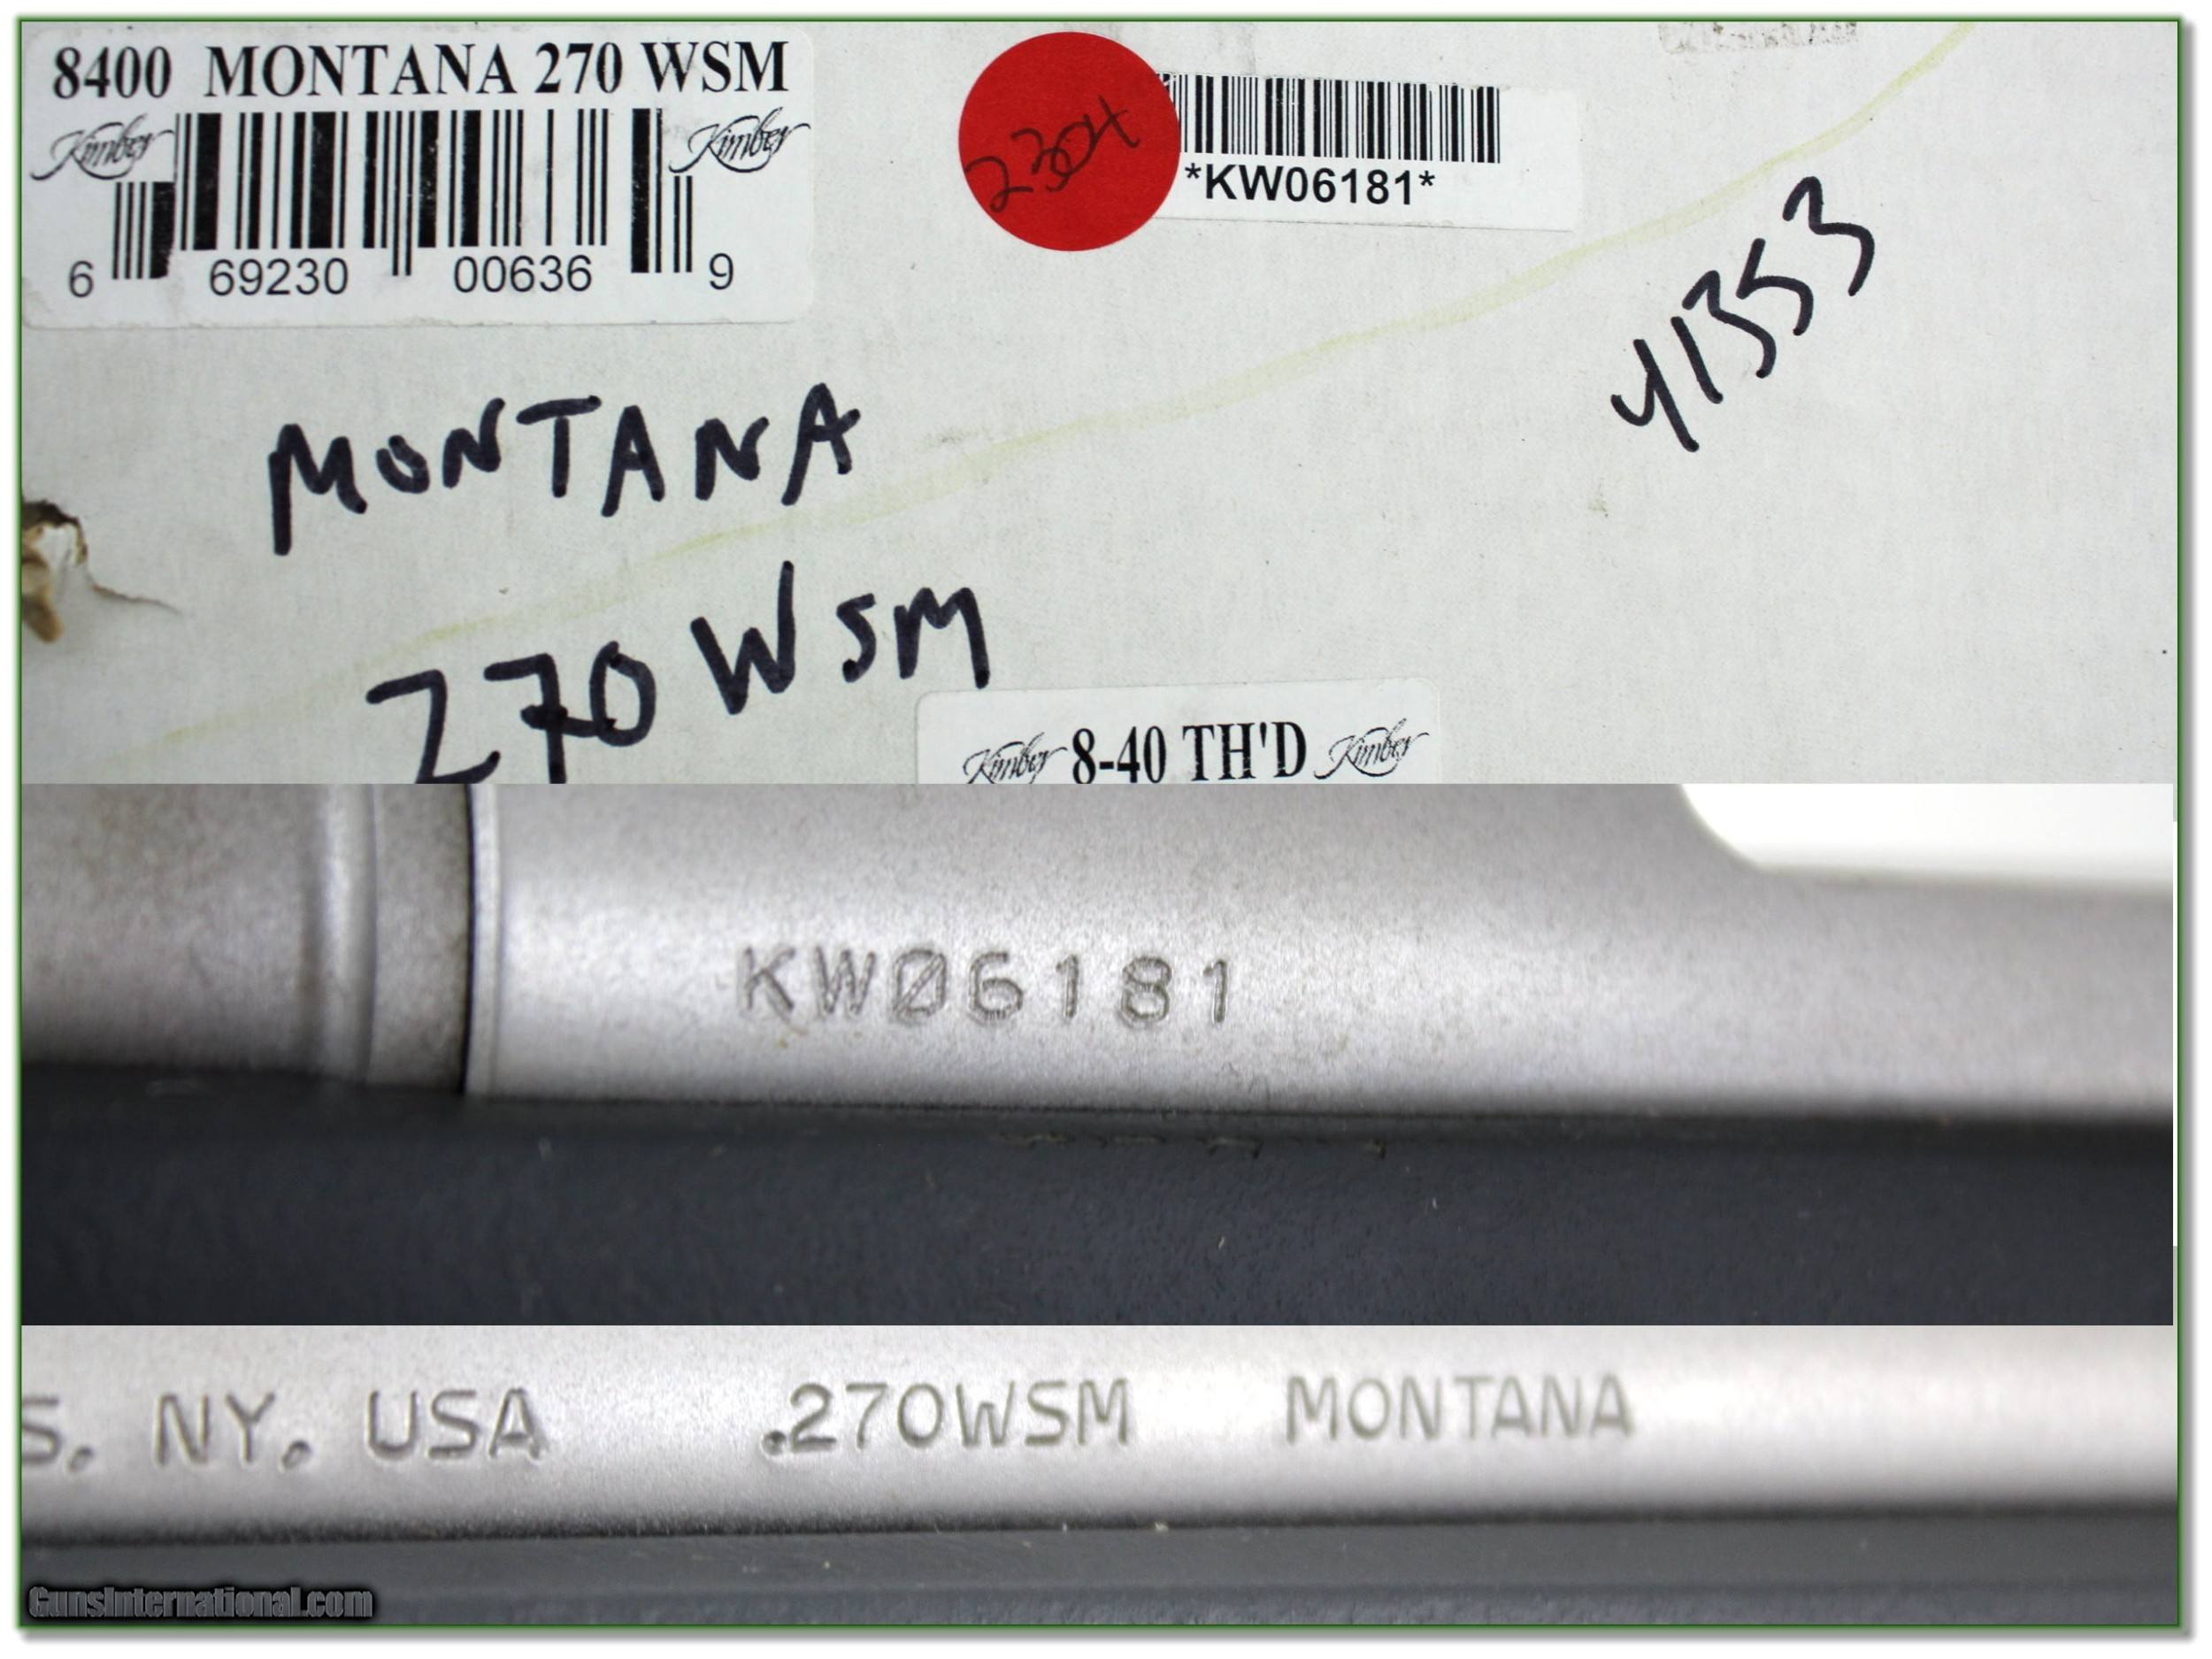 8400 MONTANA 270 WSM
Kimber Kimber
6 69230 00636 9
2304
*KW06181*
41353
MONTANA
270 WSM
Kimber 8-40 TH'D Kimber
KW06181
S. NY, USA .270WSM MONTANA
GunsInternational.com